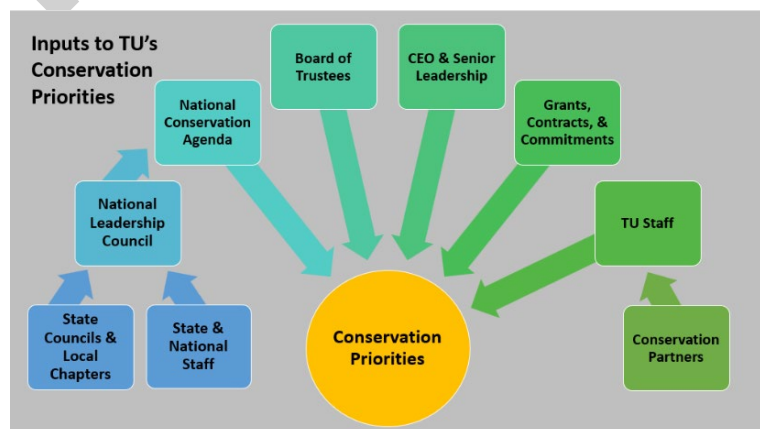 Inputs to TU's
Conservation
Priorities
Board of
Trustees
CEO & Senior
Leadership
National
Conservation
Agenda
Grants,
Contracts, &
Commitments
National
Leadership
Council
TU Staff
State
Councils &
Local
Chapters
State &
National
Staff
Conservation
Priorities
Conservation
Partners